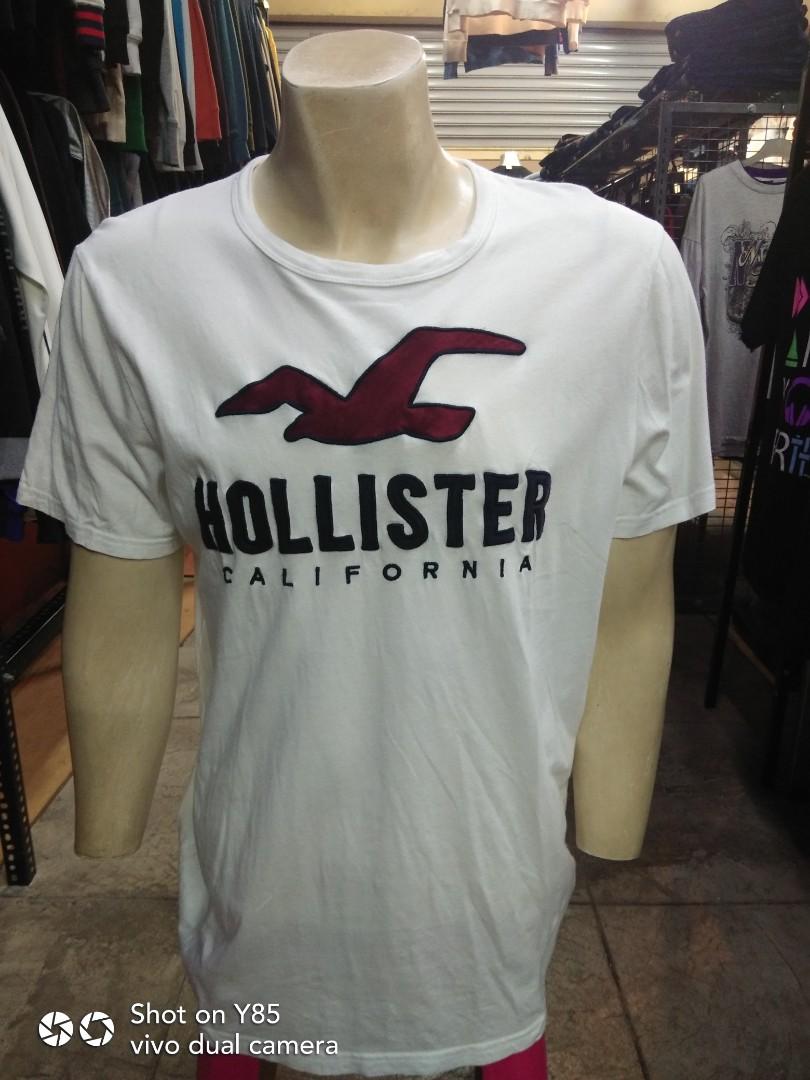 HOLLISTER
CALIFORNIA
Shot on Y85
vivo dual camera